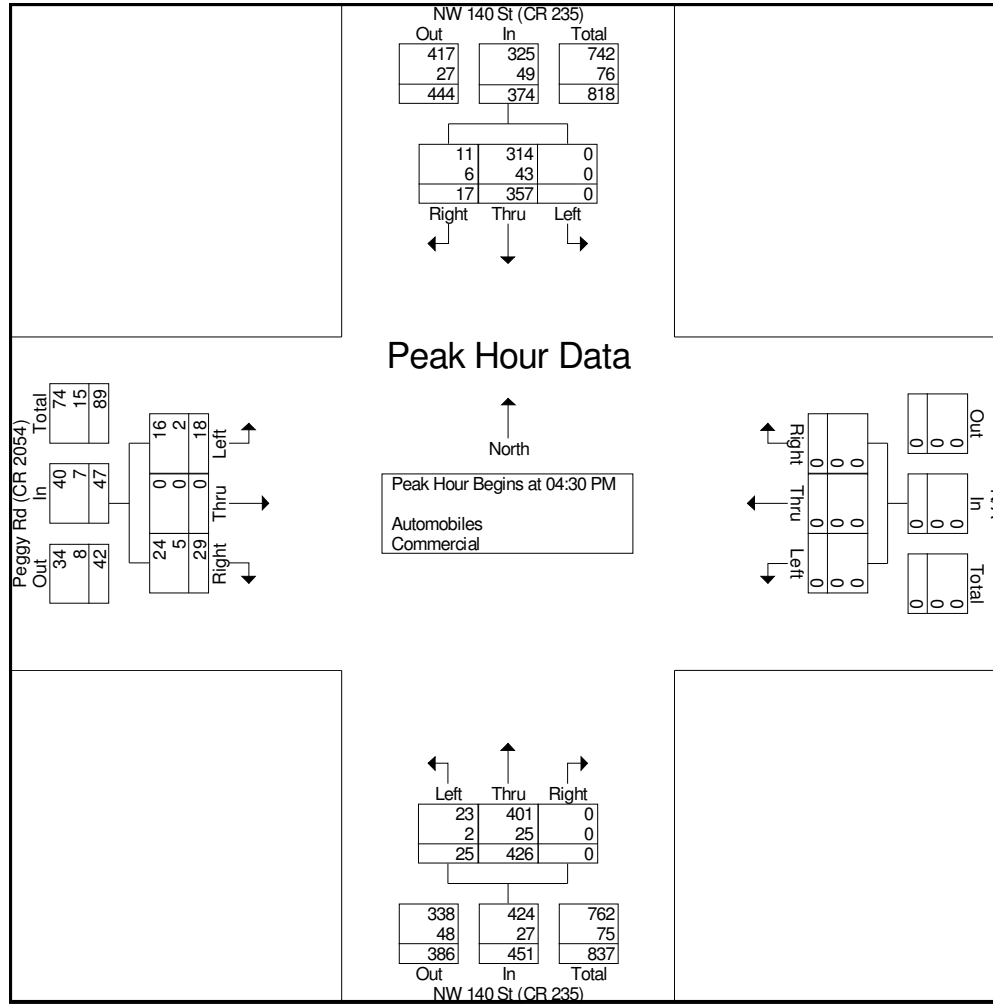 NW 140 St (CR 235)
Out In Total
417 325 742
27 49 76
444 374 818
11 314 0
6 43 0
17 357 0
Right Thru Left
Peak Hour Data
North
Peak Hour Begins at 04:30 PM
Automobiles
Commercial
Peggy Rd (CR 2054)
Out In Total
34 40 74
8 7 15
42 47 89
Right Thru Left
24 0 16
5 0 2
29 0 18
Right Thru Left
0 0 0
0 0 0
0 0 0
Out In Total
0 0 0
0 0 0
0 0 0
Left Thru Right
23 401 0
2 25 0
25 426 0
338 424 762
48 27 75
386 451 837
Out In Total
NW 140 St (CR 235)